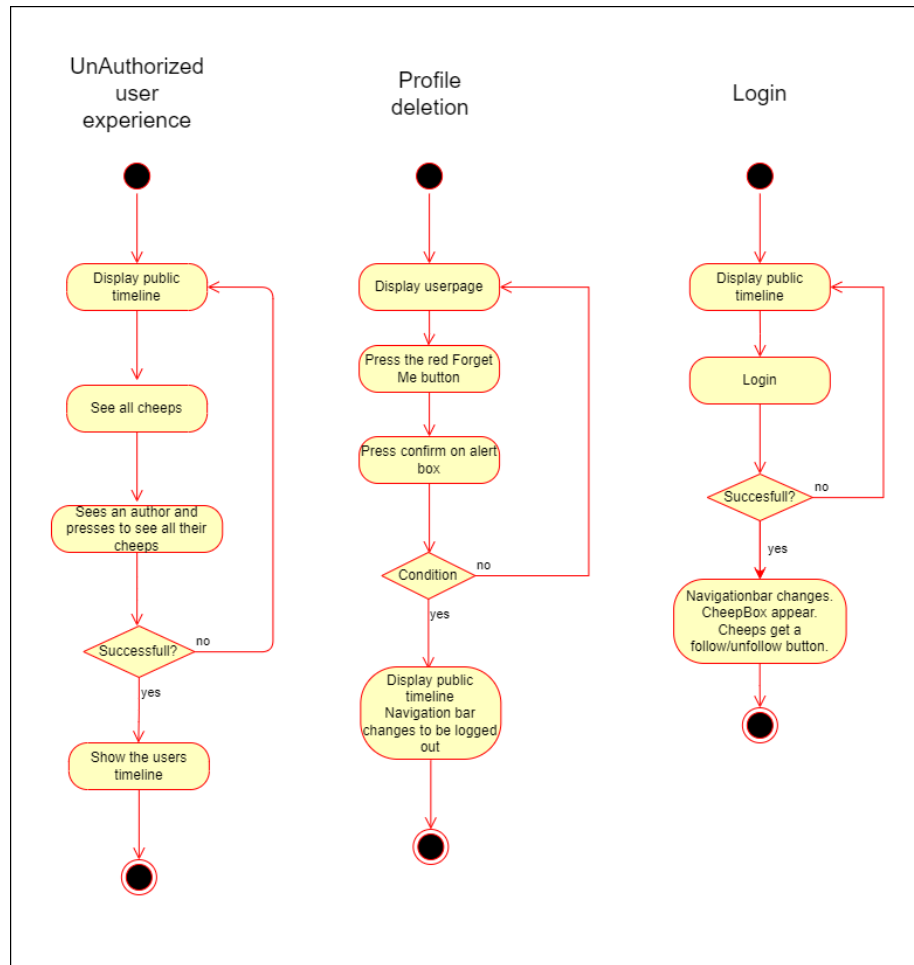 UnAuthorized
user
experience
Display public
timeline
See all cheeps
Sees an author and
presses to see all their
cheeps
Successfull?
no
yes
Show the users
timeline
Profile
deletion
Display userpage
Press the red Forget
Me button
Press confirm on alert
box
Condition
no
yes
Display public
timeline
Navigation bar
changes to be logged
out
Login
Display public
timeline
Login
Succesfull?
no
yes
Navigationbar changes.
CheepBox appear.
Cheeps get a
follow/unfollow button.